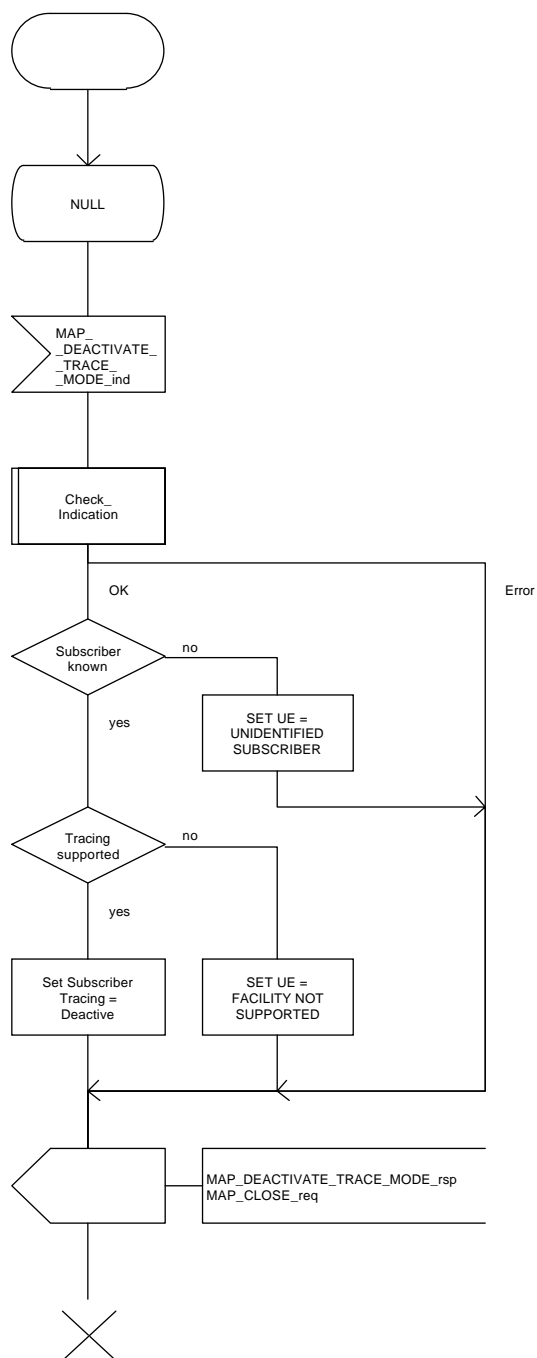 NULL
MAP_
_DEACTIVATE_
_TRACE_
_MODE_ind
Check_
Indication
OK
Error
Subscriber
known
no
yes
SET UE =
UNIDENTIFIED
SUBSCRIBER
Tracing
supported
no
yes
Set Subscriber
Tracing =
Deactive
SET UE =
FACILITY NOT
SUPPORTED
MAP_DEACTIVATE_TRACE_MODE_rsp
MAP_CLOSE_req